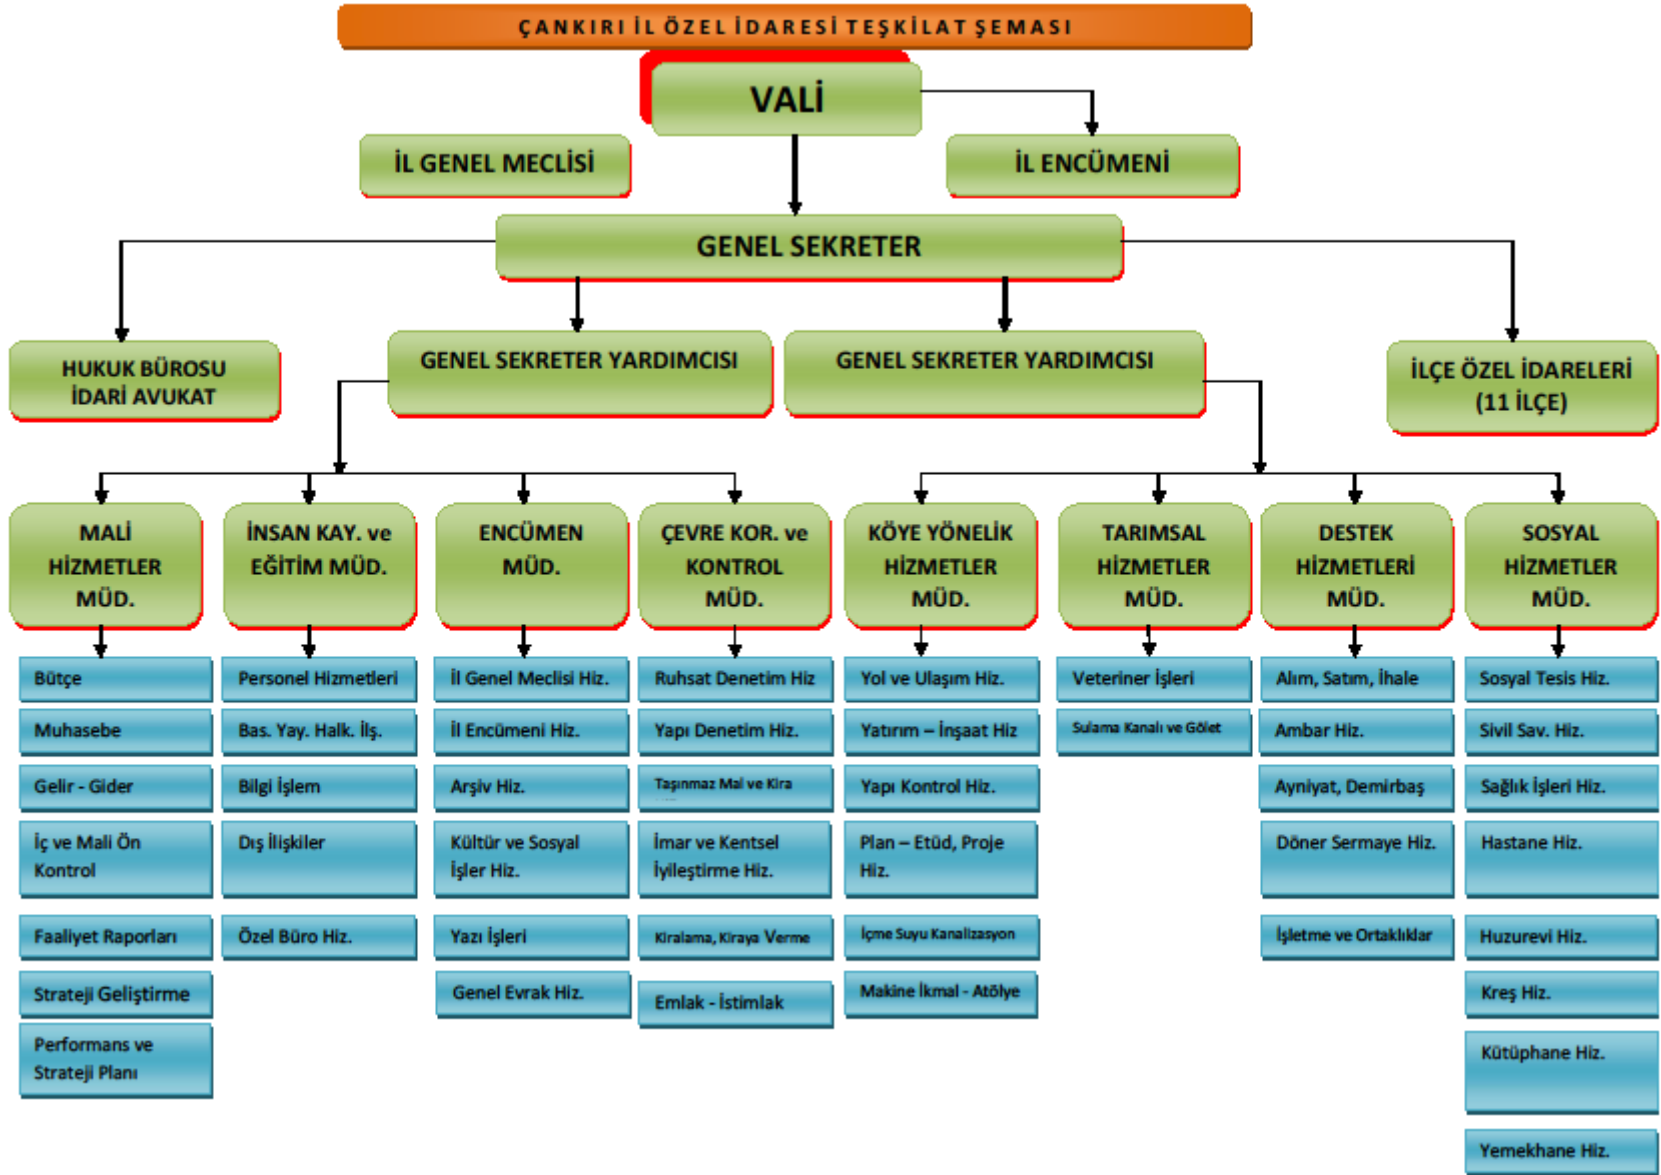 ÇANKIRI İL ÖZEL İDARESİ TEŞKİLAT ŞEMASI
VALİ
İL GENEL MECLİSİ
İL ENCÜMENİ
GENEL SEKRETER
HUKUK BÜROSU
İDARİ AVUKAT
GENEL SEKRETER YARDIMCISI
GENEL SEKRETER YARDIMCISI
İLÇE ÖZEL İDARELERİ
(11 İLÇE)
MALİ
HİZMETLER
MÜD.
İNSAN KAY. ve
EĞİTİM MÜD.
ENCÜMEN
MÜD.
ÇEVRE KOR. ve
KONTROL
MÜD.
KÖYE YÖNELİK
HİZMETLER
MÜD.
TARIMSAL
HİZMETLER
MÜD.
DESTEK
HİZMETLERİ
MÜD.
SOSYAL
HİZMETLER
MÜD.
Bütçe
Muhasebe
Gelir - Gider
İç ve Mali Ön
Kontrol
Faaliyet Raporları
Strateji Geliştirme
Performans ve
Strateji Planı
Personel Hizmetleri
Bas. Yay. Halk. İlş.
Bilgi İşlem
Dış İlişkiler
Özel Büro Hiz.
İl Genel Meclisi Hiz.
İl Encümeni Hiz.
Arşiv Hiz.
Kültür ve Sosyal
İşler Hiz.
Yazı İşleri
Genel Evrak Hiz.
Ruhsat Denetim Hiz
Yapı Denetim Hiz.
Taşınmaz Mal ve Kira
İmar ve Kentsel
İyileştirme Hiz.
Kiralama, Kiraya Verme
Emlak - İstimlak
Yol ve Ulaşım Hiz.
Yatırım – İnşaat Hiz
Yapı Kontrol Hiz.
Plan – Etüd, Proje
Hiz.
İçme Suyu Kanalizasyon
Makine İkmal - Atölye
Veteriner İşleri
Sulama Kanalı ve Gölet
Alım, Satım, İhale
Ambar Hiz.
Ayniyat, Demirbaş
Döner Sermaye Hiz.
İşletme ve Ortaklıklar
Sosyal Tesis Hiz.
Sivil Sav. Hiz.
Sağlık İşleri Hiz.
Hastane Hiz.
Huzurevi Hiz.
Kreş Hiz.
Kütüphane Hiz.
Yemekhane Hiz.